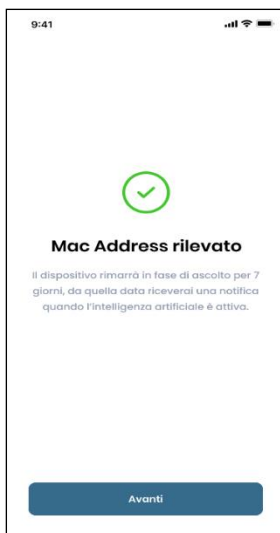 9:41
Mac Address rilevato
Il dispositivo rimarrà in fase di ascolto per 7
giorni, da quella data riceverai una notifica
quando l'intelligenza artificiale è attiva.
Avanti